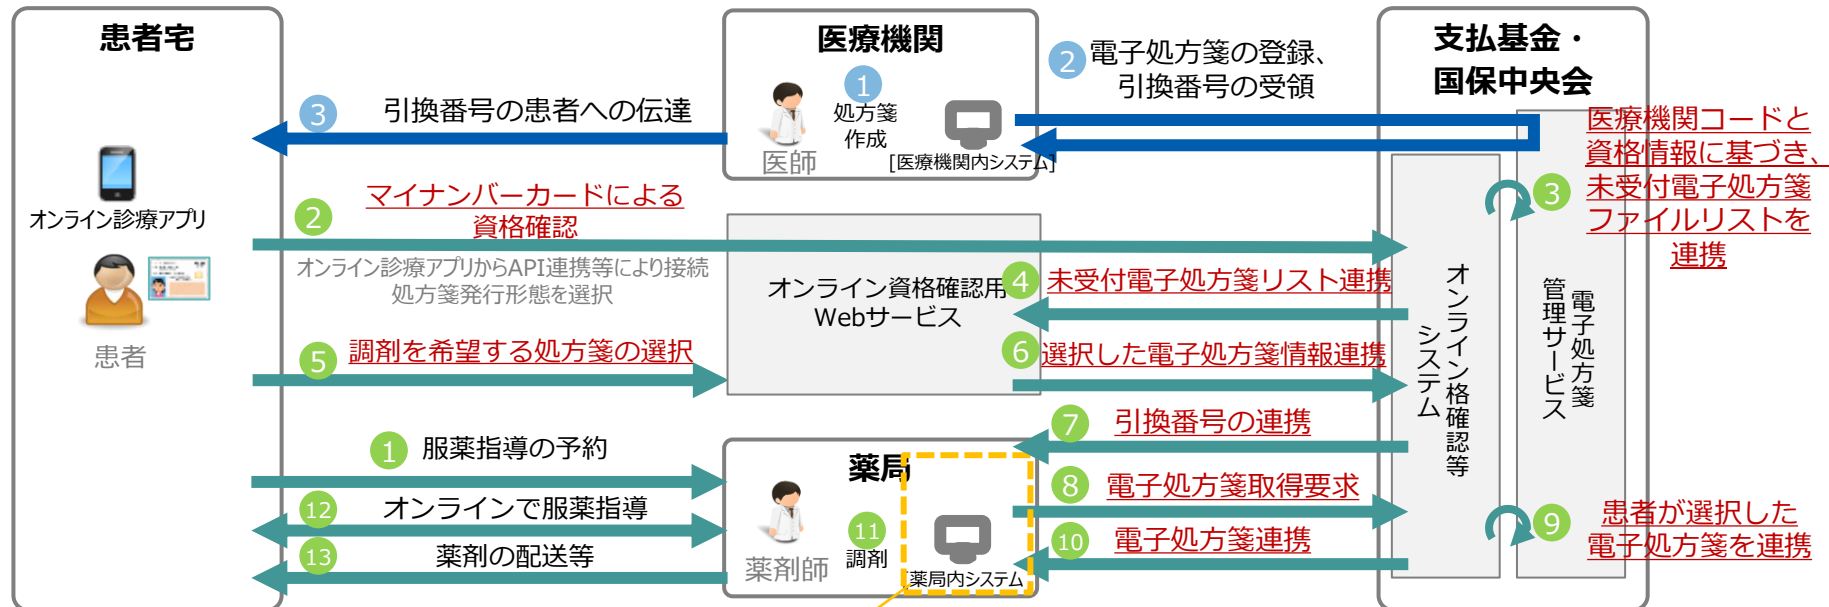 患者宅
オンライン診療アプリ
患者
3
引換番号の患者への伝達
2
マイナンバーカードによる
資格確認
オンライン診療アプリからAPI連携等により接続
処方箋発行形態を選択
5
調剤を希望する処方箋の選択
1
服薬指導の予約
12
オンラインで服薬指導
13
薬剤の配送等
医療機関
1
処方箋
作成
医師
[医療機関内システム]
オンライン資格確認用
Webサービス
薬局
薬剤師
11
調剤
[薬局内システム
2
電子処方箋の登録、
引換番号の受領
4
未受付電子処方箋リスト連携
6
選択した電子処方箋情報連携
7
引換番号の連携
8
電子処方箋取得要求
10
電子処方箋連携
支払基金・
国保中央会
オンライン格確認等
システム
電子処方箋
管理サービス
3
医療機関コードと
資格情報に基づき、
未受付電子処方箋
ファイルリストを
連携
9
患者が選択した
電子処方箋を連携